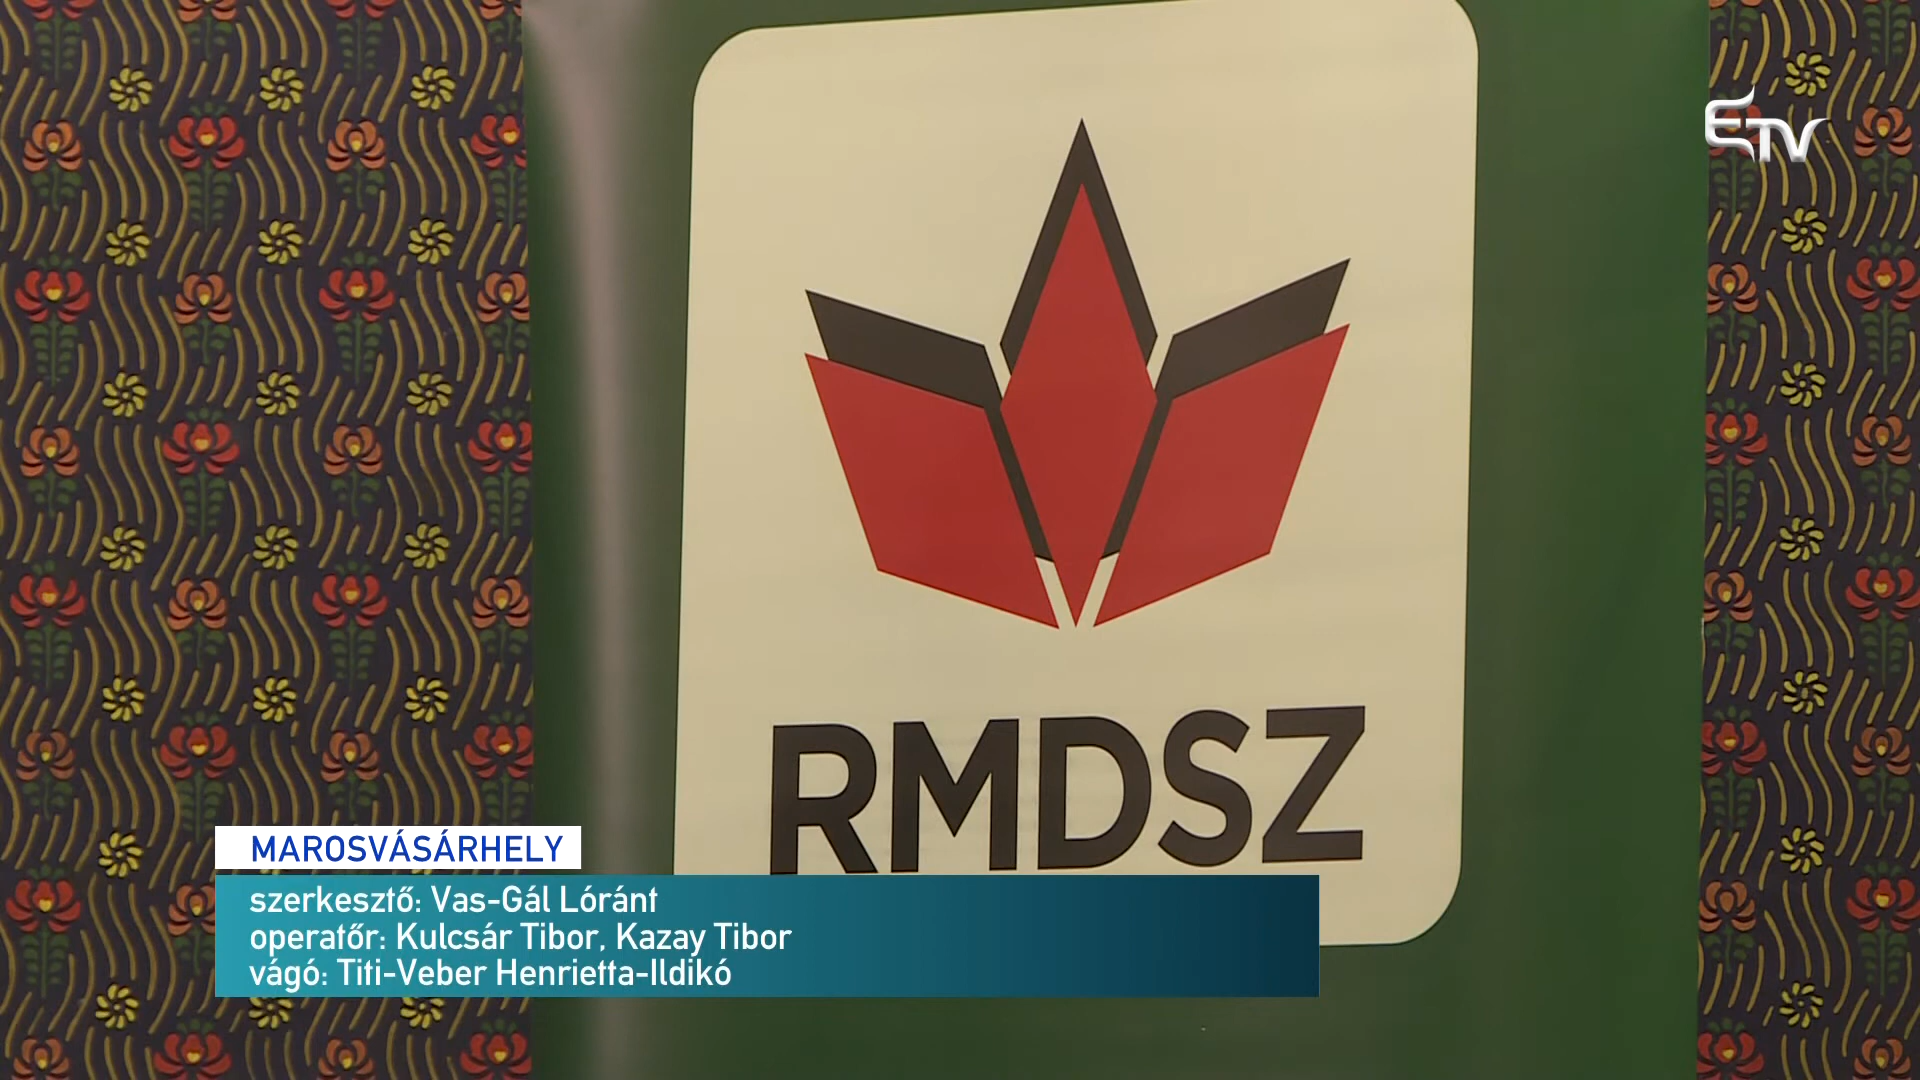 ETV
RMDSZ
MAROSVÁSÁRHELY
szerkesztő: Vas-Gál Lóránt
operatőr: Kulcsár Tibor, Kazay Tibor
vágó: Titi-Veber Henrietta-Ildikó